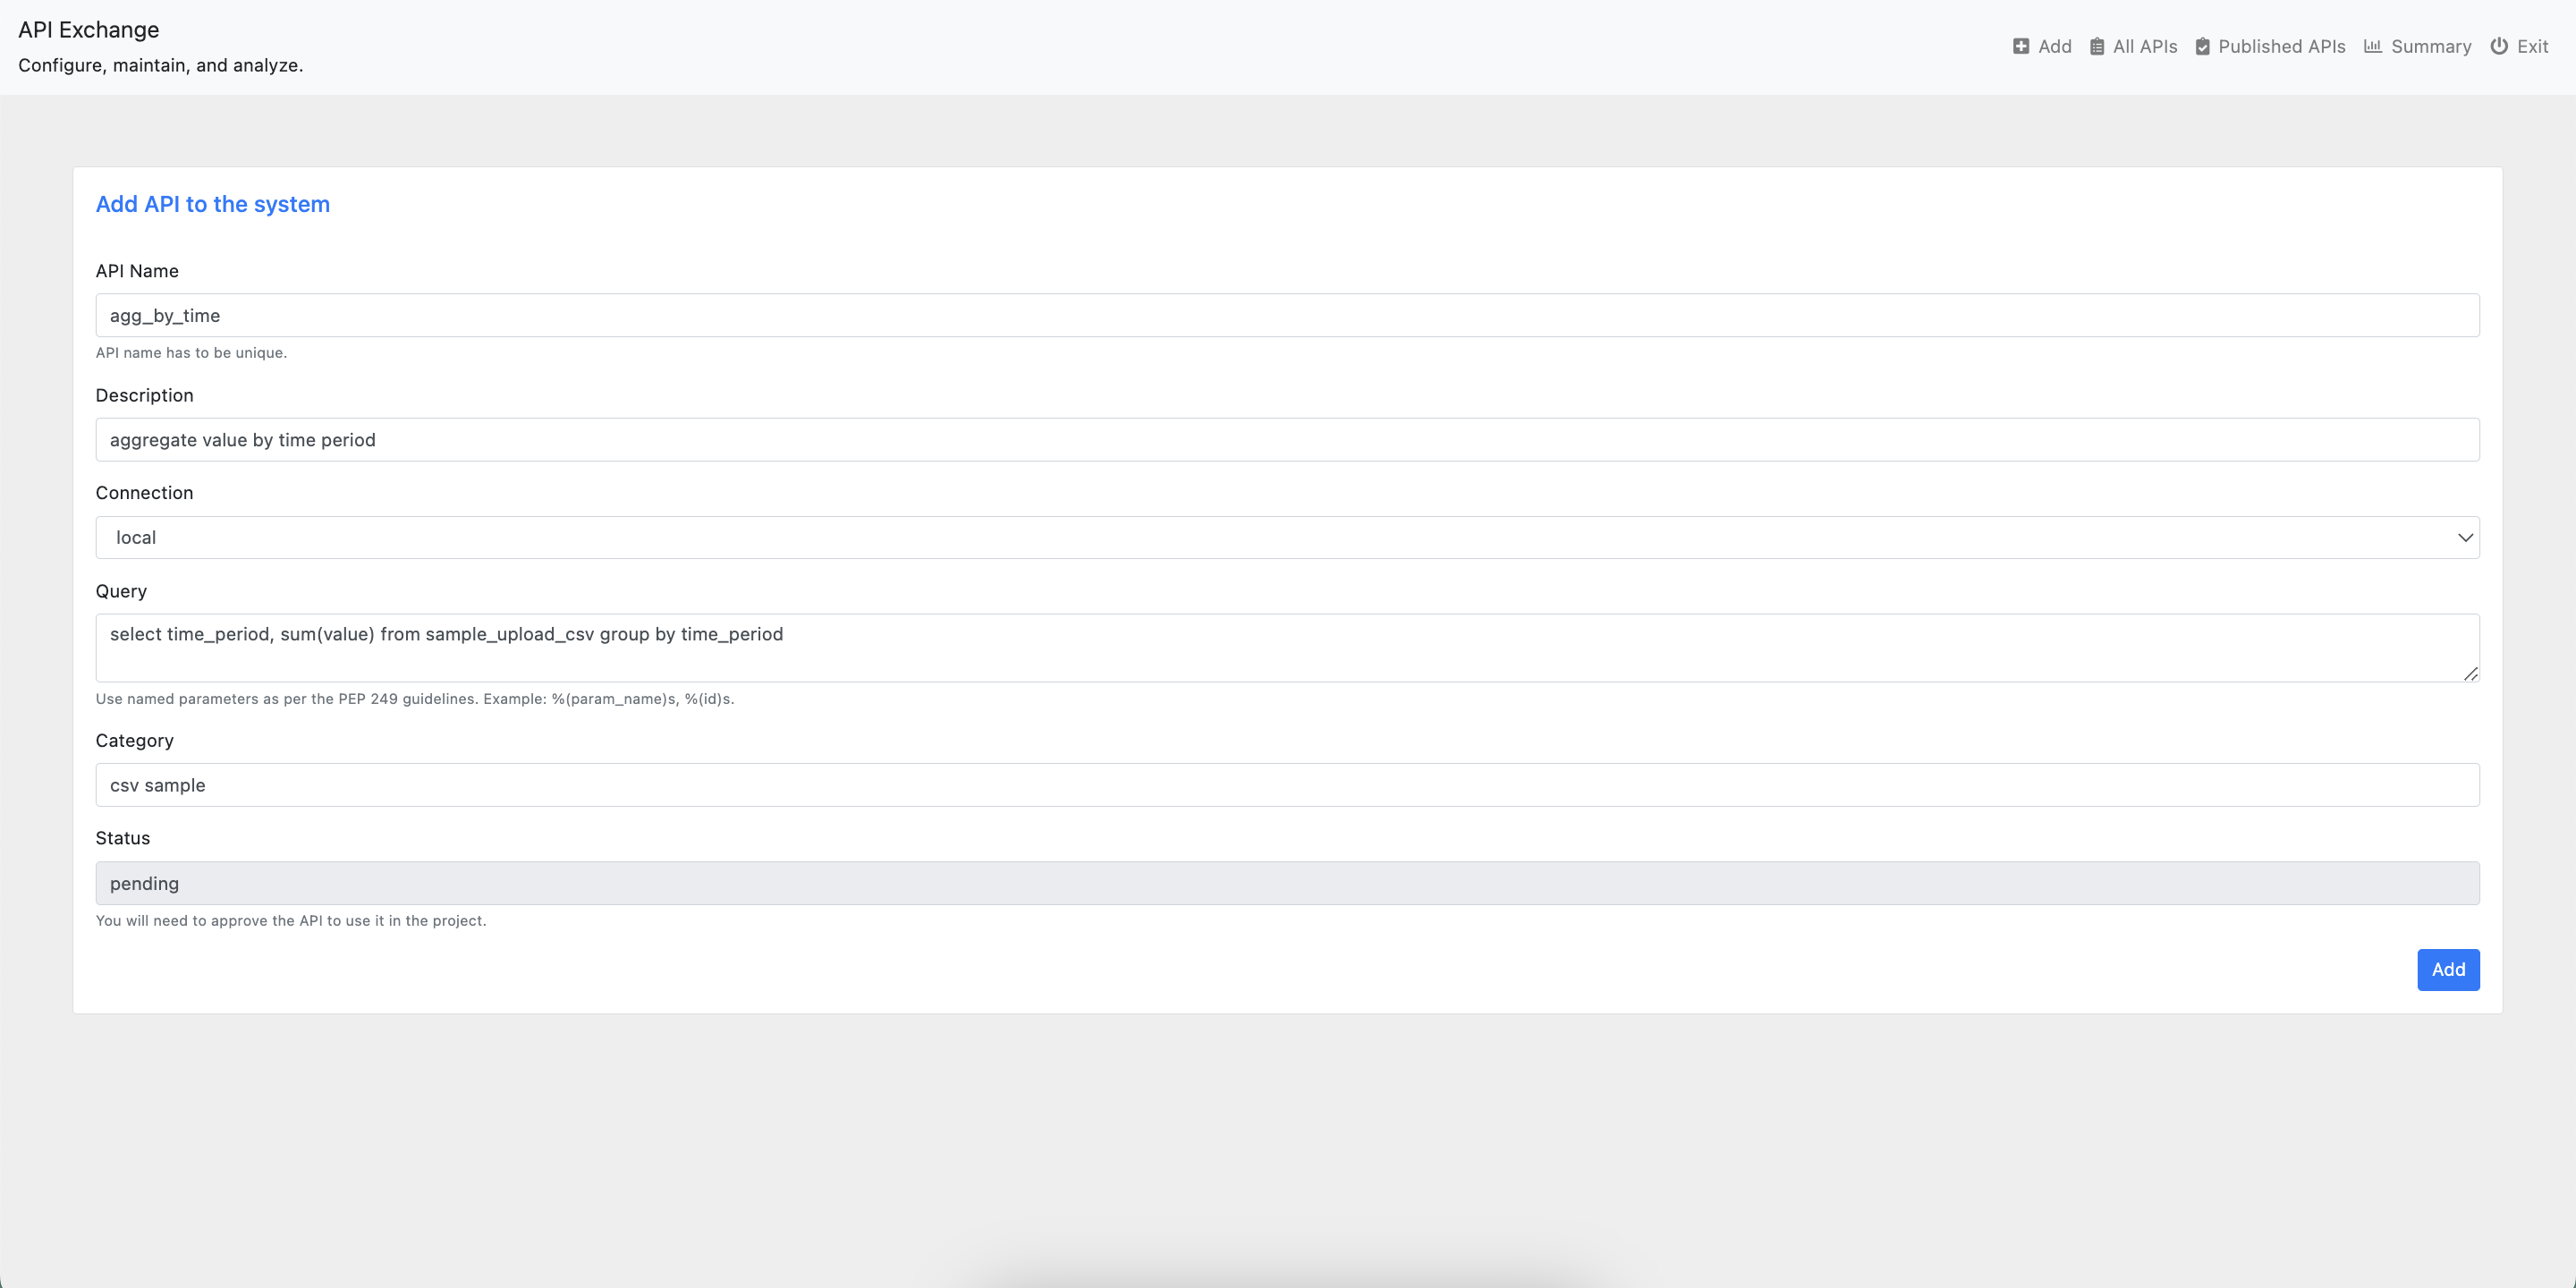 API Exchange
Configure, maintain, and analyze.
Add
All APIs
Published APIs
Summary
Exit
Add API to the system
API Name
agg_by_time
API name has to be unique.
Description
aggregate value by time period
Connection
local
Query
select time_period, sum(value) from sample_upload_csv group by time_period
Use named parameters as per the PEP 249 guidelines. Example: %(param_name)s, %(id)s.
Category
csv sample
Status
pending
You will need to approve the API to use it in the project.
Add